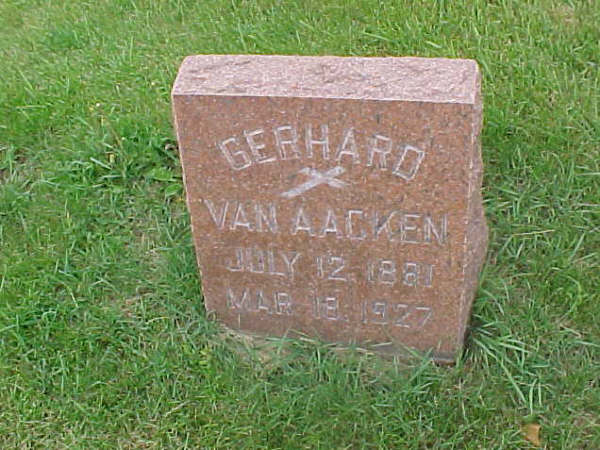 GERHARD
VAN AACKEN
JULY 12, 1881
MAR 18, 1927